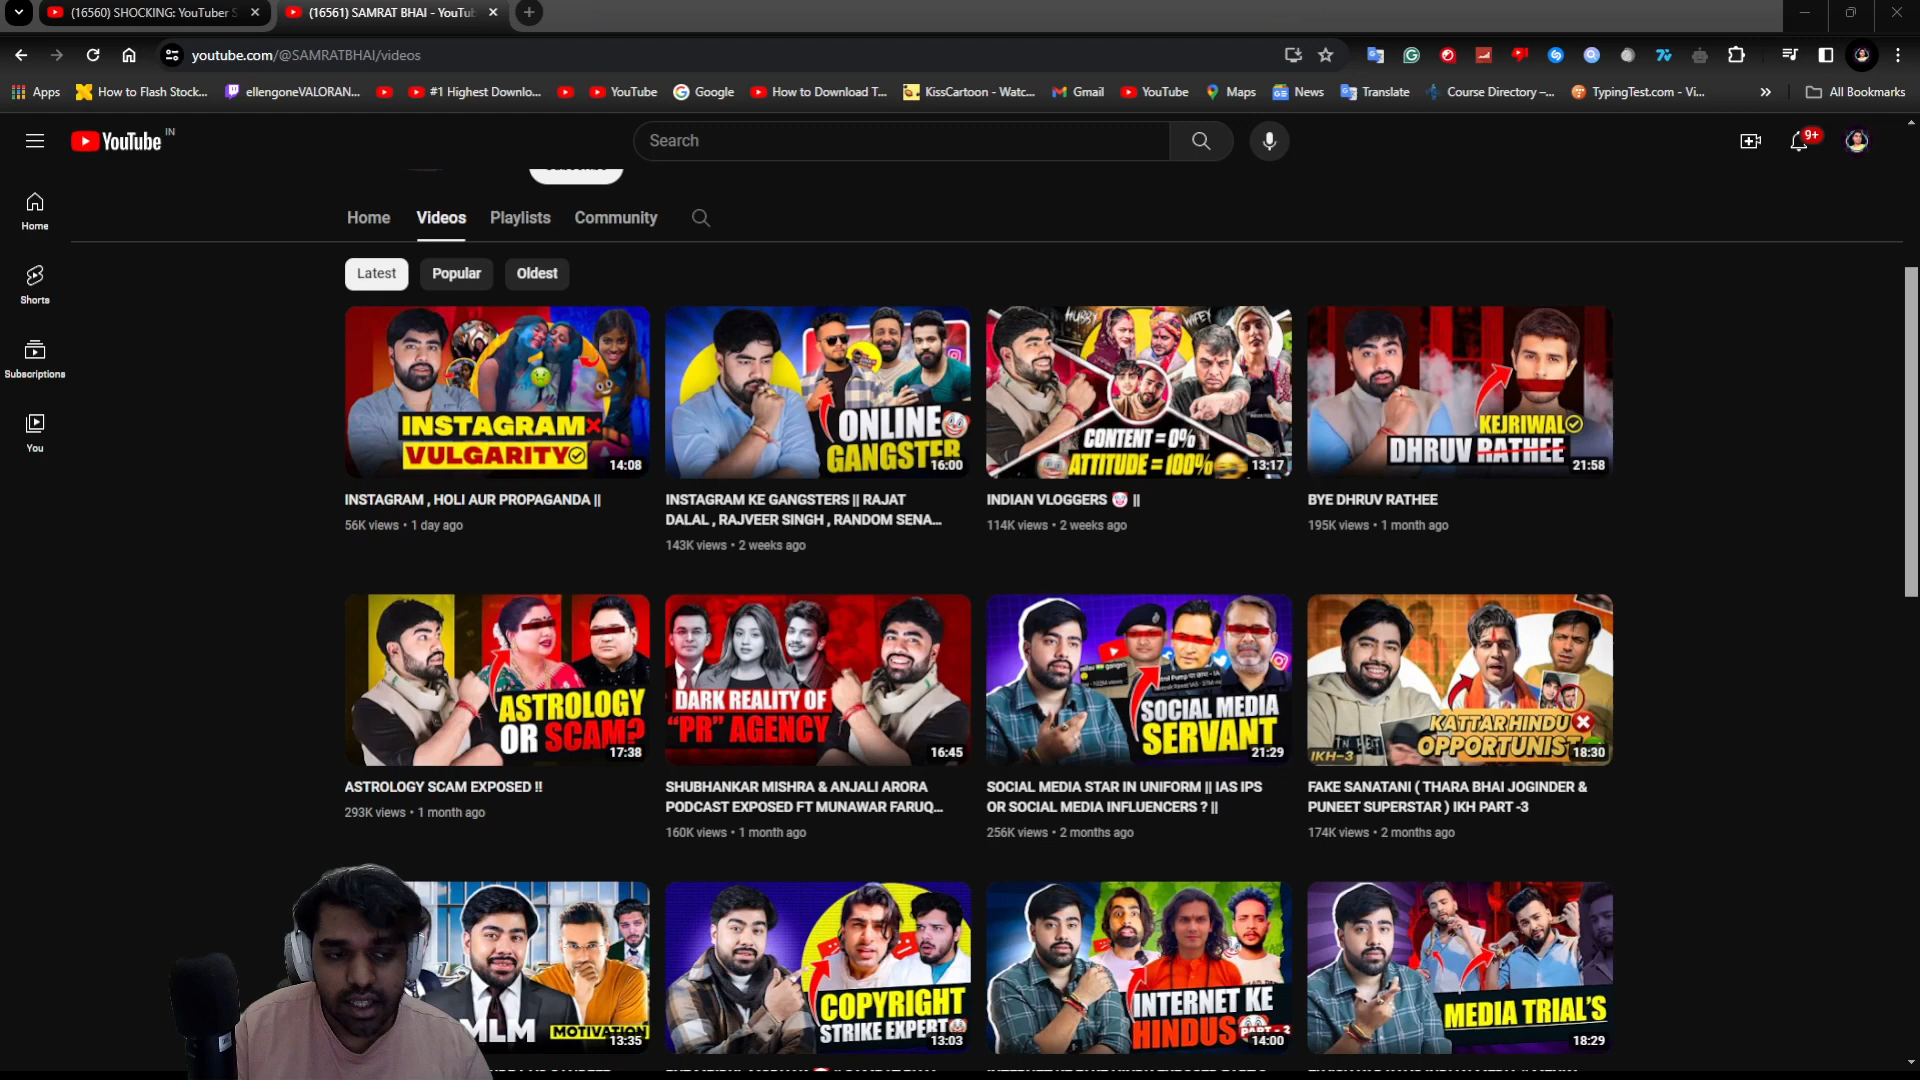 (16560) SHOCKING: YouTuber S
(16561) SAMRAT BHAI - YouTub
youtube.com/@SAMRATBHAI/videos
Apps
How to Flash Stock...
ellengoneVALORAN...
#1 Highest Downlo...
YouTube
Google
How to Download T...
KissCartoon - Watc...
Gmail
YouTube
Maps
News
Translate
Course Directory –...
TypingTest.com - Vi...
All Bookmarks
YouTube IN
Search
9+
Home
Shorts
Subscriptions
You
Home
Videos
Playlists
Community
Latest
Popular
Oldest
INSTAGRAM
VULGARITY
14:08
INSTAGRAM , HOLI AUR PROPAGANDA ||
56K views • 1 day ago
ONLINE
GANGSTER
16:00
INSTAGRAM KE GANGSTERS || RAJAT
DALAL , RAJVEER SINGH , RANDOM SENA...
143K views • 2 weeks ago
HUBBY
WIFEY
CONTENT = 0%
ATTITUDE = 100%
13:17
INDIAN VLOGGERS 🤡 ||
114K views • 2 weeks ago
KEJRIWAL
DHRUV RATHEE
21:58
BYE DHRUV RATHEE
195K views • 1 month ago
ASTROLOGY
OR SCAM?
17:38
ASTROLOGY SCAM EXPOSED !!
293K views • 1 month ago
DARK REALITY OF
"PR" AGENCY
16:45
SHUBHANKAR MISHRA & ANJALI ARORA
PODCAST EXPOSED FT MUNAWAR FARUQ...
160K views • 1 month ago
SOCIAL MEDIA
SERVANT
21:29
SOCIAL MEDIA STAR IN UNIFORM || IAS IPS
OR SOCIAL MEDIA INFLUENCERS ? ||
256K views • 2 months ago
KATTAR HINDU
OPPORTUNIST
IKH-3
18:30
FAKE SANATANI ( THARA BHAI JOGINDER &
PUNEET SUPERSTAR ) IKH PART -3
174K views • 2 months ago
MLM
MOTIVATION
13:35
COPYRIGHT
STRIKE EXPERT
13:03
INTERNET KE
HINDUS
PART - 2
14:00
MEDIA TRIAL'S
18:29